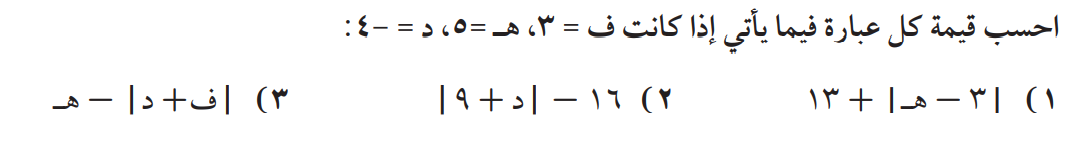 احسب قيمة كل عبارة فيما يأتي إذا كانت ف = ٣، هـ =٥، د = -٤ :
١) |٣ - هـ| + ١٣ ٢) ١٦ - |د + ٩| ٣) |ف+ د| - هـ